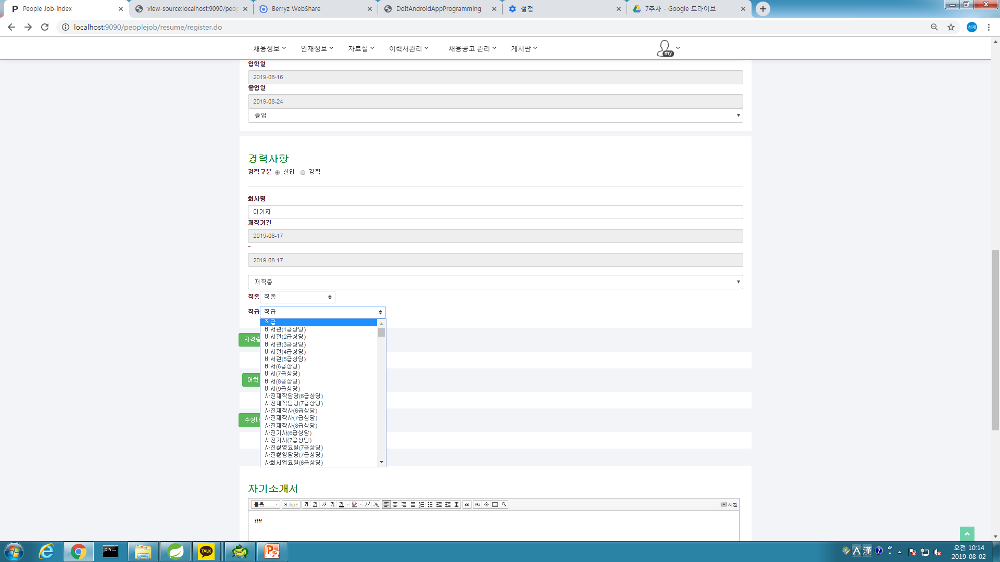 People Job-index
view-source:localhost:9090/peop
Berryz WebShare
DoItAndroidAppProgramming
설정
7주차 - Google 드라이브
localhost:9090/peoplejob/resume/register.do
성재
채용정보
인재정보
자료실
이력서관리
채용공고 관리
게시판
my
입학일
2019-08-16
졸업일
2019-08-24
졸업
경력사항
경력구분 신입 경력
회사명
이기자
재직기간
2019-08-17
~
2019-08-17
재직중
직종 직종
직급 직급
직급
비서관(1급상당)
비서관(2급상당)
비서관(3급상당)
비서관(4급상당)
비서관(5급상당)
비서(6급상당)
비서(7급상당)
비서(8급상당)
비서(9급상당)
사진제작담당(6급상당)
사진제작담당(7급상당)
사진제작사(6급상당)
사진제작사(7급상당)
사진제작사(8급상당)
사진기사(6급상당)
사진기사(7급상당)
사진촬영요원(7급상당)
사진촬영담당(7급상당)
사회사업요원(6급상당)
자격증
어학
수상내
자기소개서
돋움 9.5pt 가 가 가 가 가 가 가 URL 사진
ffff
C:\
TALK
A 漢
오전 10:14
2019-08-02